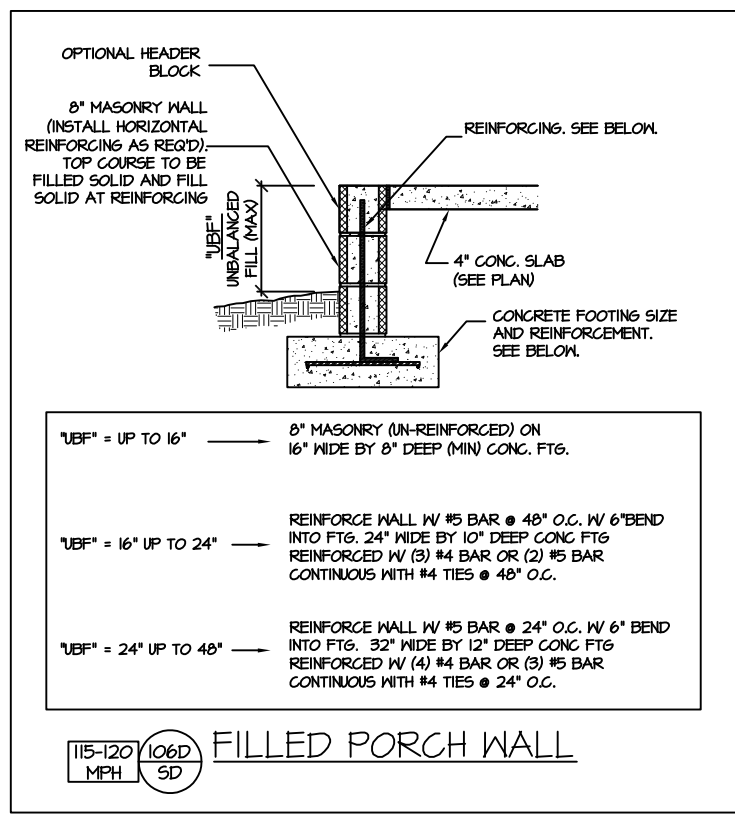 OPTIONAL HEADER
BLOCK
8" MASONRY WALL
(INSTALL HORIZONTAL
REINFORCING AS REQ'D).
TOP COURSE TO BE
FILLED SOLID AND FILL
SOLID AT REINFORCING
REINFORCING. SEE BELOW.
"UBF"
UNBALANCED
FILL (MAX)
4" CONC. SLAB
(SEE PLAN)
CONCRETE FOOTING SIZE
AND REINFORCEMENT.
SEE BELOW.
"UBF" = UP TO 16"
8" MASONRY (UN-REINFORCED) ON
16" WIDE BY 8" DEEP (MIN) CONC. FTG.
"UBF" = 16" UP TO 24"
REINFORCE WALL W/ #5 BAR @ 48" O.C. W/ 6"BEND
INTO FTG. 24" WIDE BY 10" DEEP CONC FTG
REINFORCED W/ (3) #4 BAR OR (2) #5 BAR
CONTINUOUS WITH #4 TIES @ 48" O.C.
"UBF" = 24" UP TO 48"
REINFORCE WALL W/ #5 BAR @ 24" O.C. W/ 6" BEND
INTO FTG. 32" WIDE BY 12" DEEP CONC FTG
REINFORCED W/ (4) #4 BAR OR (3) #5 BAR
CONTINUOUS WITH #4 TIES @ 24" O.C.
115-120
MPH
106D
SD
FILLED PORCH WALL